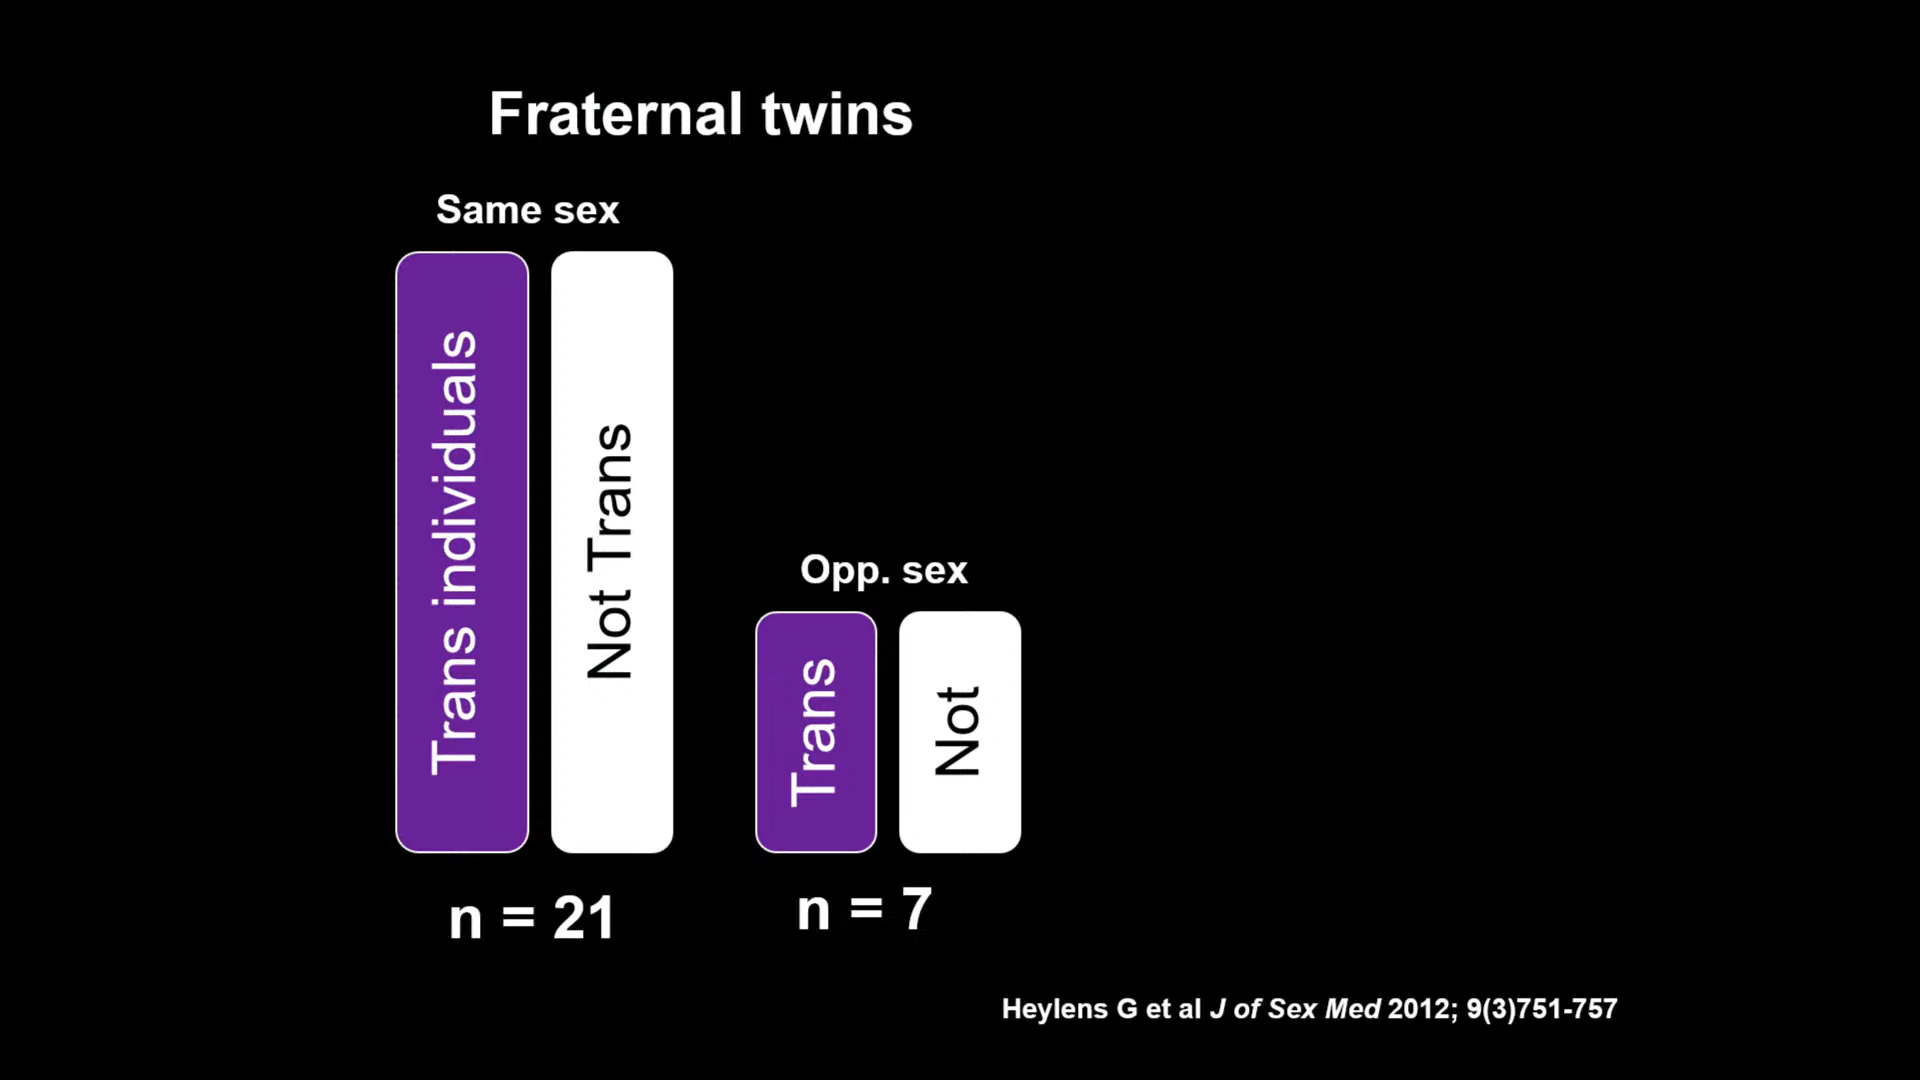 Fraternal twins
Same sex
Trans individuals
Not Trans
n = 21
Opp. sex
Trans
Not
n = 7
Heylens G et al J of Sex Med 2012; 9(3)751-757